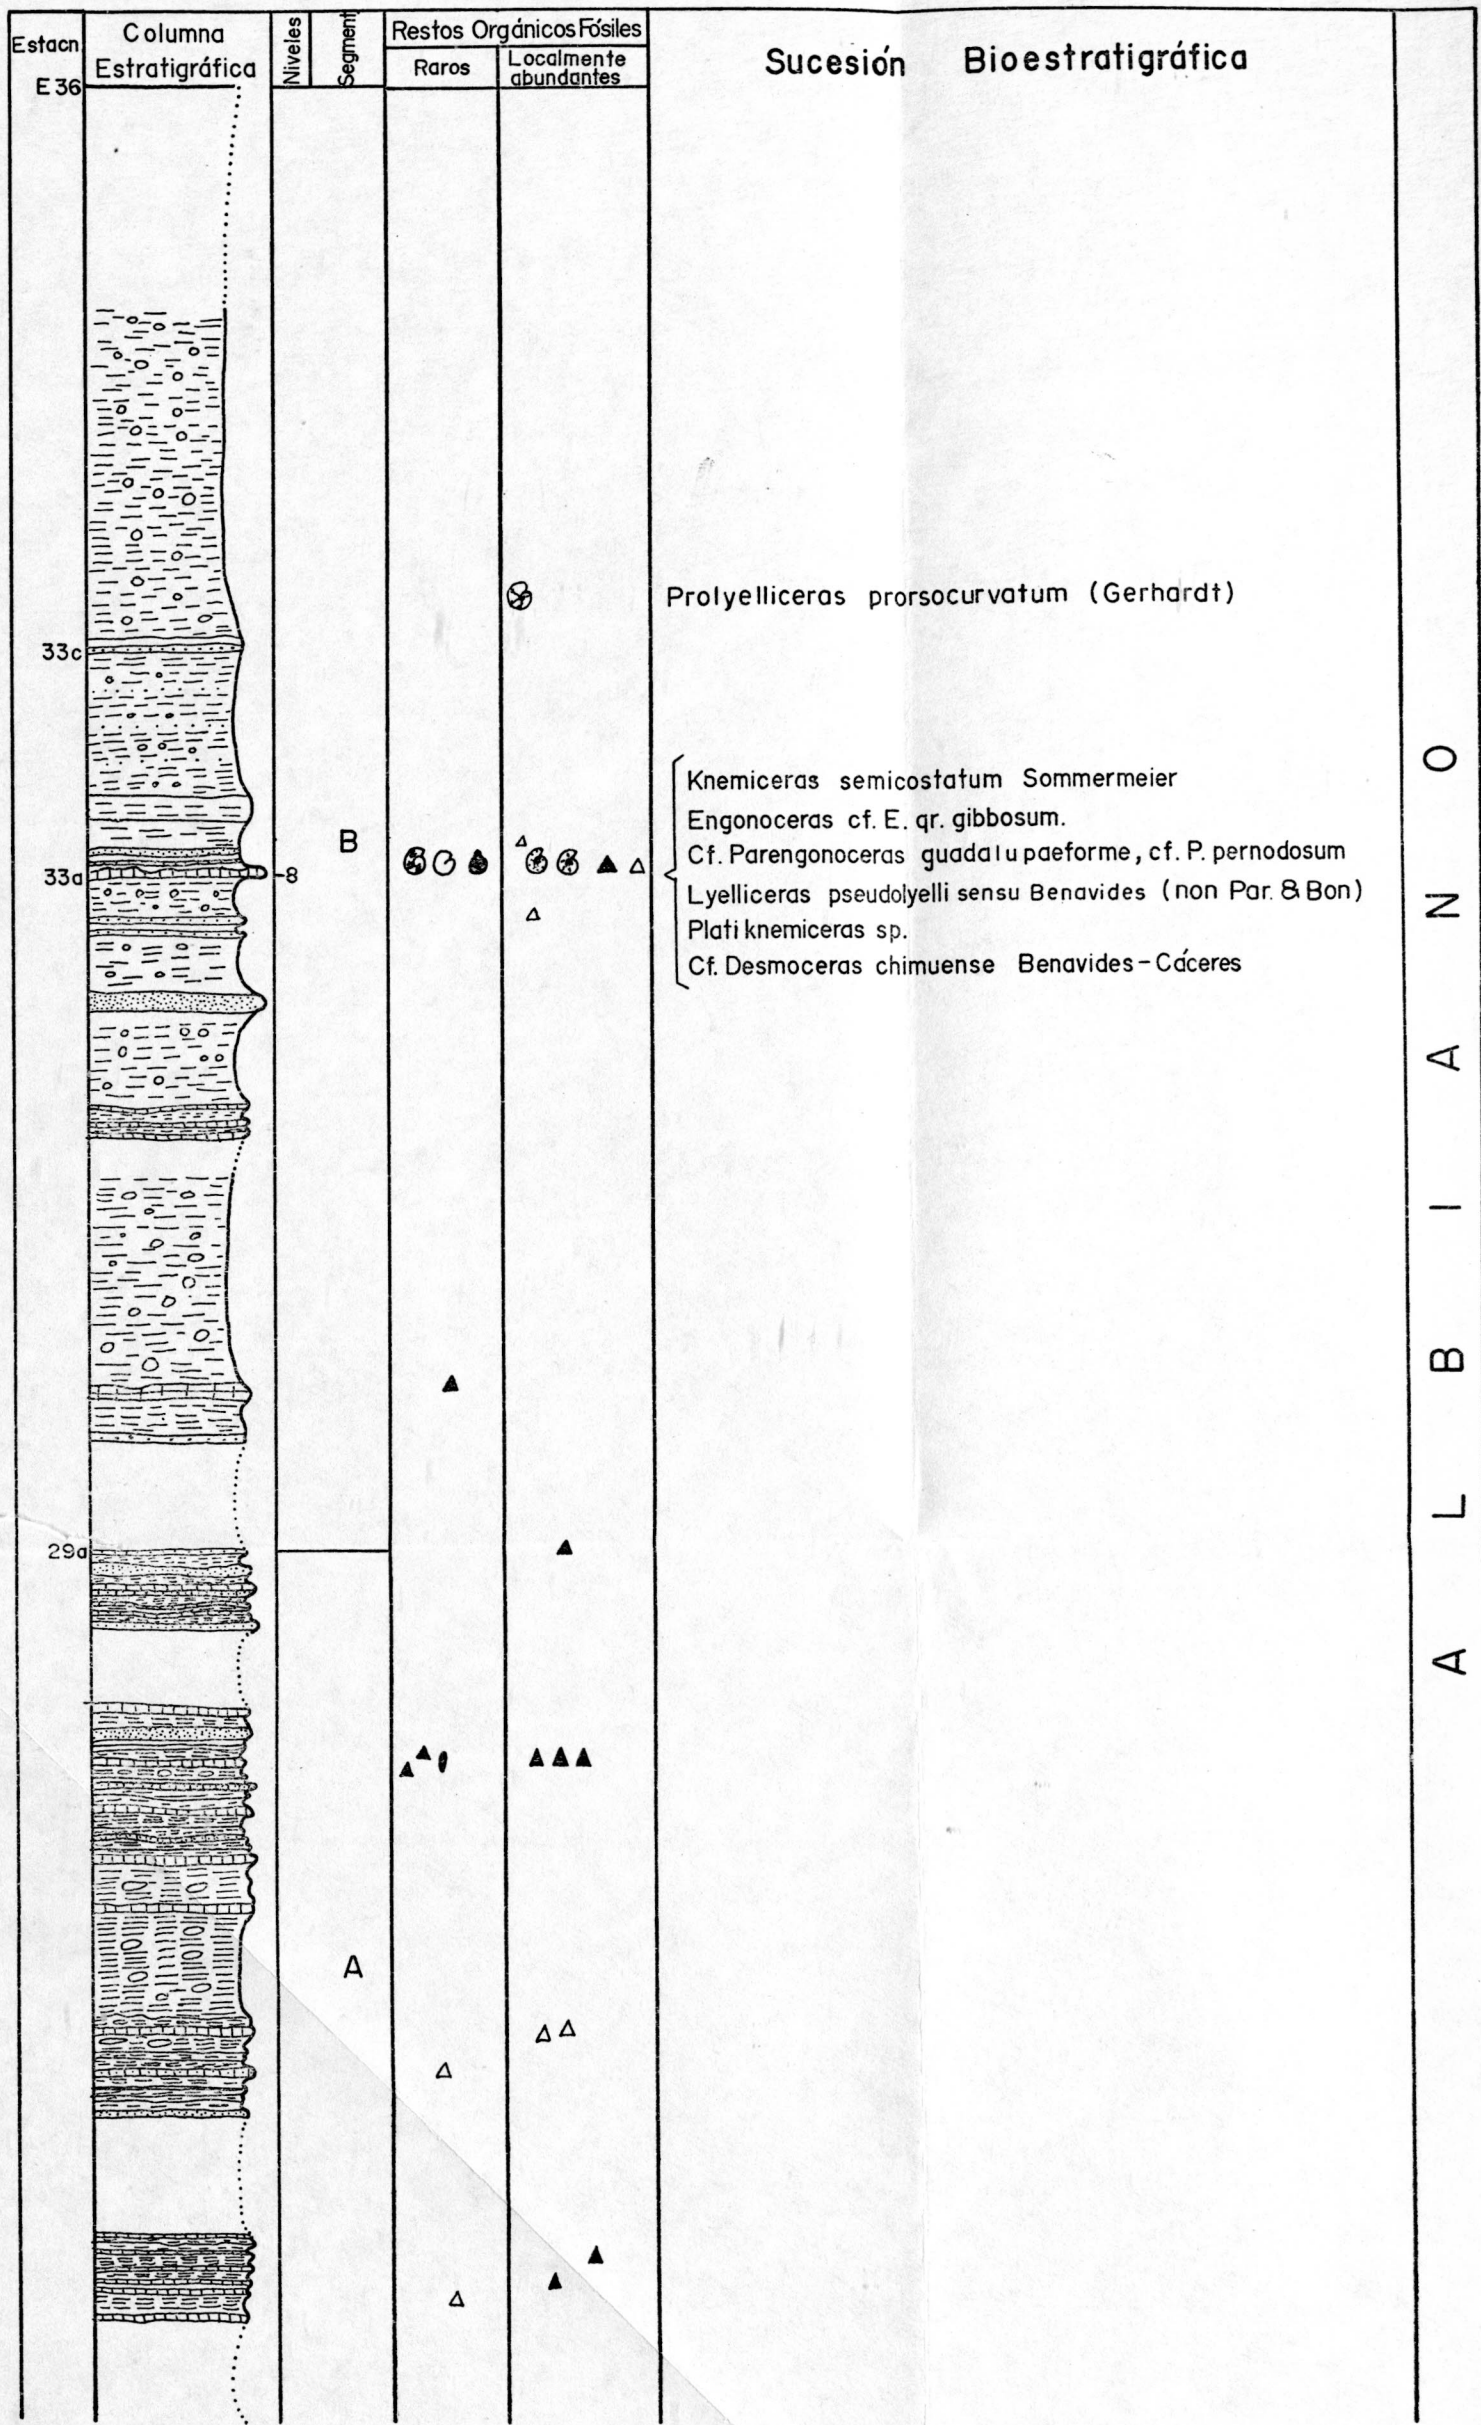 Estacn.
Columna
Estratigráfica
Niveles
Segment
Restos Orgánicos Fósiles
Raros
Localmente
abundantes
Sucesión Bioestratigráfica
E36
Prolyelliceras prorsocurvatum (Gerhardt)
33c
Knemiceras semicostatum Sommermeier
Engonoceras cf. E. qr. gibbosum.
Cf. Parengonoceras guadalupaeforme, cf. P. pernodosum
Lyelliceras pseudolyelli sensu Benavides (non Par. & Bon)
Platiknemiceras sp.
Cf. Desmoceras chimuense Benavides-Cáceres
B
33a
8
29a
A
ALBIANO